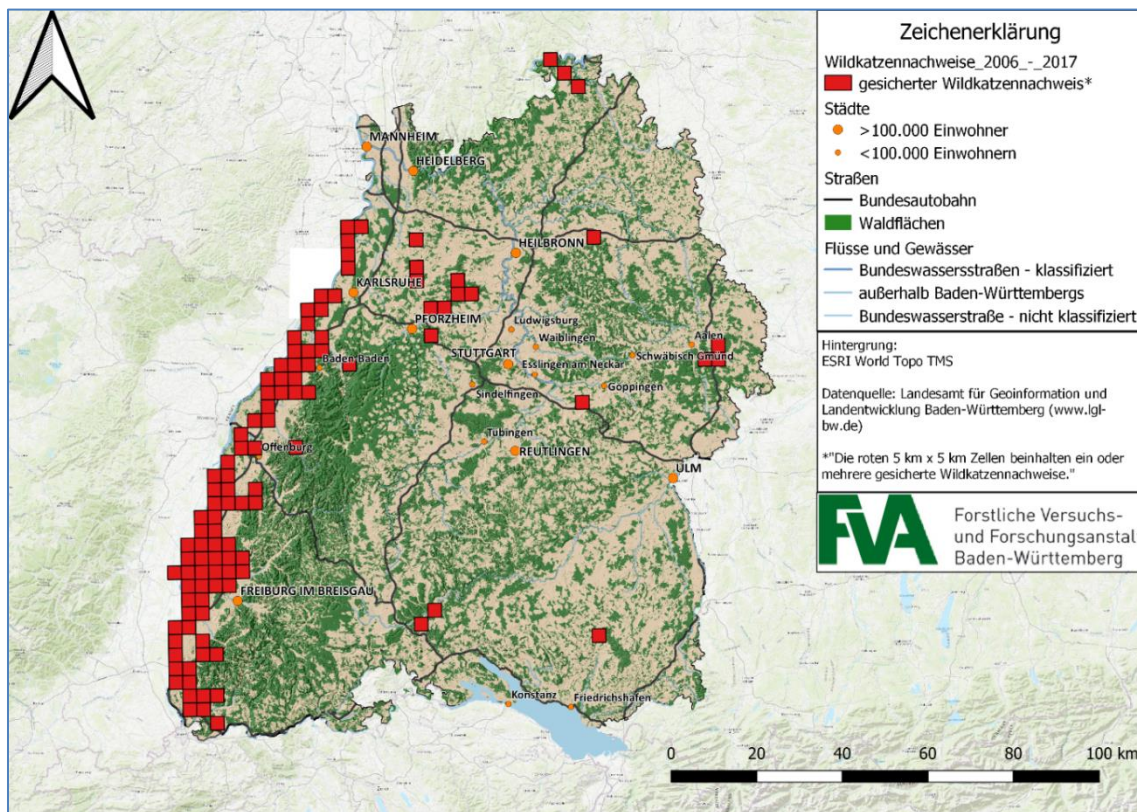 MANNHEIM
HEIDELBERG
HEILBRONN
KARLSRUHE
PFORZHEIM
Ludwigsburg
Waiblingen
Aalen
STUTTGART
Schwäbisch Gmünd
Baden-Baden
Esslingen am Neckar
Sindelfingen
Göppingen
Tübingen
Offenburg
REUTLINGEN
ULM
FREIBURG IM BREISGAU
Konstanz
Friedrichshafen
0 20 40 60 80 100 km
Zeichenerklärung
Wildkatzennachweise_2006_-_2017
gesicherter Wildkatzennachweis*
Städte
>100.000 Einwohner
<100.000 Einwohnern
Straßen
Bundesautobahn
Waldflächen
Flüsse und Gewässer
Bundeswassersstraßen - klassifiziert
außerhalb Baden-Württembergs
Bundeswasserstraße - nicht klassifiziert
Hintergrung:
ESRI World Topo TMS
Datenquelle: Landesamt für Geoinformation und
Landentwicklung Baden-Württemberg (www.lgl-
bw.de)
*"Die roten 5 km x 5 km Zellen beinhalten ein oder
mehrere gesicherte Wildkatzennachweise."
FVA
Forstliche Versuchs-
und Forschungsanstal
Baden-Württemberg